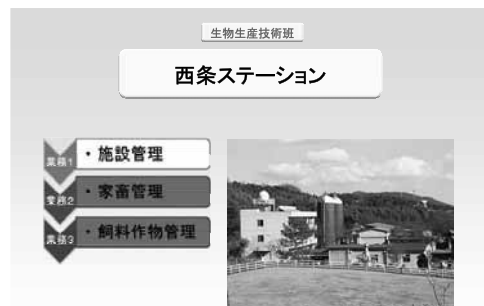 生物生産技術班
西条ステーション
業務1
・施設管理
業務2
・家畜管理
業務3
・飼料作物管理